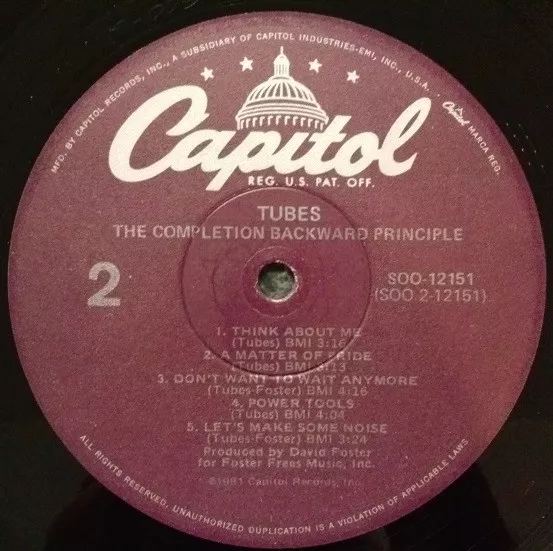 MFD. BY CAPITOL RECORDS, INC., A SUBSIDIARY OF CAPITOL INDUSTRIES-EMI, INC., U.S.A.
Capitol MARCA REG.
Capitol
REG. U.S. PAT. OFF.
TUBES
THE COMPLETION BACKWARD PRINCIPLE
2
SOO-12151
(SOO 2-12151)
1. THINK ABOUT ME
(Tubes) BMI 3:16
2. A MATTER OF PRIDE
(Tubes) BMI :13
3. DON'T WANT TO WAIT ANYMORE
(Tubes-Foster) BMI 4:16
4. POWER TOOLS
(Tubes) BMI 4:04
5. LET'S MAKE SOME NOISE
(Tubes-Foster) BMI 3:24
Produced by David Foster
for Foster Frees Music, Inc.
©1981 Capitol Records, Inc.
ALL RIGHTS RESERVED. UNAUTHORIZED DUPLICATION IS A VIOLATION OF APPLICABLE LAWS